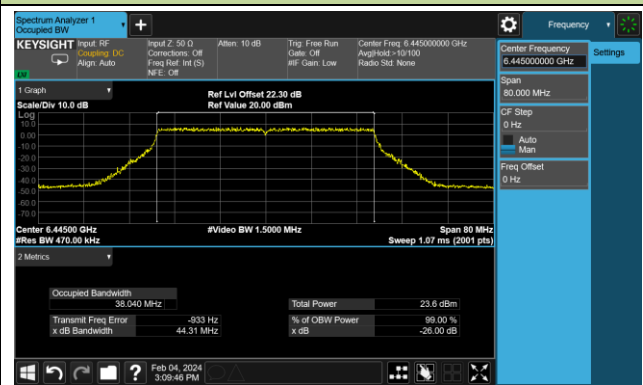 Spectrum Analyzer 1
Occupied BW
+
Frequency
KEYSIGHT
Input: RF
Coupling: DC
Align: Auto
Input Z: 50 Ω
Corrections: Off
Freq Ref: Int (S)
NFE: Off
Atten: 10 dB
Trig: Free Run
Gate: Off
#IF Gain: Low
Center Freq: 6.445000000 GHz
Avg|Hold:>10/100
Radio Std: None
Center Frequency
6.445000000 GHz
Settings
Span
80.000 MHz
CF Step
0 Hz
Auto
Man
Freq Offset
0 Hz
1 Graph
Scale/Div 10.0 dB
Ref Lvl Offset 22.30 dB
Ref Value 20.00 dBm
Log
10.0
0.00
-10.0
-20.0
-30.0
-40.0
-50.0
-60.0
-70.0
Center 6.44500 GHz
#Res BW 470.00 kHz
#Video BW 1.5000 MHz
Span 80 MHz
Sweep 1.07 ms (2001 pts)
2 Metrics
Occupied Bandwidth
38.040 MHz
Total Power 23.6 dBm
Transmit Freq Error -933 Hz
% of OBW Power 99.00 %
x dB Bandwidth 44.31 MHz
x dB -26.00 dB
?
Feb 04, 2024
3:09:46 PM